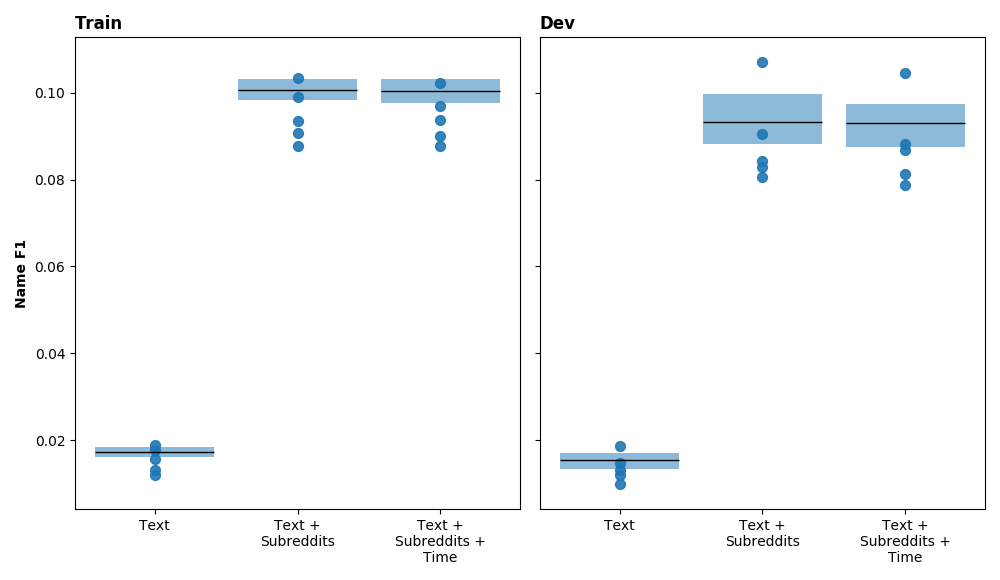 Train
Dev
Name F1
0.10
0.08
0.06
0.04
0.02
Text
Text +
Subreddits
Text +
Subreddits +
Time
Text
Text +
Subreddits
Text +
Subreddits +
Time